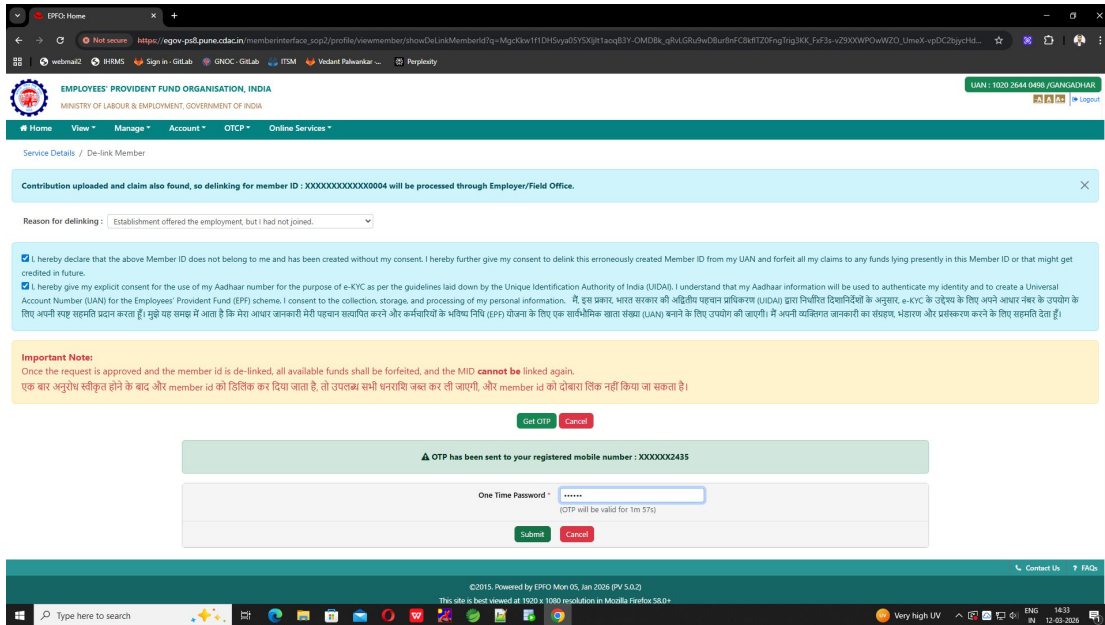 EPFO: Home
Not secure https://egov-ps8.pune.cdac.in/memberinterface_sop2/profile/viewmember/showDeLinkMemberId?q=
webmail2 IHRMS Sign in · GitLab GNOC · GitLab ITSM Vedant Palwankar -... Perplexity
EMPLOYEES' PROVIDENT FUND ORGANISATION, INDIA
MINISTRY OF LABOUR & EMPLOYMENT, GOVERNMENT OF INDIA
UAN : 1020 2644 0498 /GANGADHAR
-A A A+ Logout
Home View Manage Account OTCP Online Services
Service Details / De-link Member
Contribution uploaded and claim also found, so delinking for member ID : XXXXXXXXXXXX0004 will be processed through Employer/Field Office.
Reason for delinking : Establishment offered the employment, but I had not joined.
I, hereby declare that the above Member ID does not belong to me and has been created without my consent. I hereby further give my consent to delink this erroneously created Member ID from my UAN and forfeit all my claims to any funds lying presently in this Member ID or that might get
credited in future.
I, hereby give my explicit consent for the use of my Aadhaar number for the purpose of e-KYC as per the guidelines laid down by the Unique Identification Authority of India (UIDAI). I understand that my Aadhaar information will be used to authenticate my identity and to create a Universal
Account Number (UAN) for the Employees' Provident Fund (EPF) scheme. I consent to the collection, storage, and processing of my personal information. मैं, इस प्रकार, भारत सरकार की अद्वितीय पहचान प्राधिकरण (UIDAI) द्वारा निर्धारित दिशानिर्देशों के अनुसार, e-KYC के उद्देश्य के लिए अपने आधार नंबर के उपयोग के
लिए अपनी स्पष्ट सहमति प्रदान करता हूँ। मुझे यह समझ में आता है कि मेरा आधार जानकारी मेरी पहचान सत्यापित करने और कर्मचारियों के भविष्य निधि (EPF) योजना के लिए एक सार्वभौमिक खाता संख्या (UAN) बनाने के लिए उपयोग की जाएगी। मैं अपनी व्यक्तिगत जानकारी का संग्रहण, भंडारण और प्रसंस्करण करने के लिए सहमति देता हूँ।
Important Note:
Once the request is approved and the member id is de-linked, all available funds shall be forfeited, and the MID cannot be linked again.
एक बार अनुरोध स्वीकृत होने के बाद और member id को डिलिंक कर दिया जाता है, तो उपलब्ध सभी धनराशि जब्त कर ली जाएगी, और member id को दोबारा लिंक नहीं किया जा सकता है।
Get OTP Cancel
OTP has been sent to your registered mobile number : XXXXXX2435
One Time Password *
(OTP will be valid for 1m 57s)
Submit Cancel
Contact Us ? FAQs
©2015. Powered by EPFO Mon 05, Jan 2026 (PV 5.0.2)
This site is best viewed at 1920 x 1080 resolution in Mozilla Firefox 58.0+
Type here to search
Very high UV
ENG 14:33
IN 12-03-2026